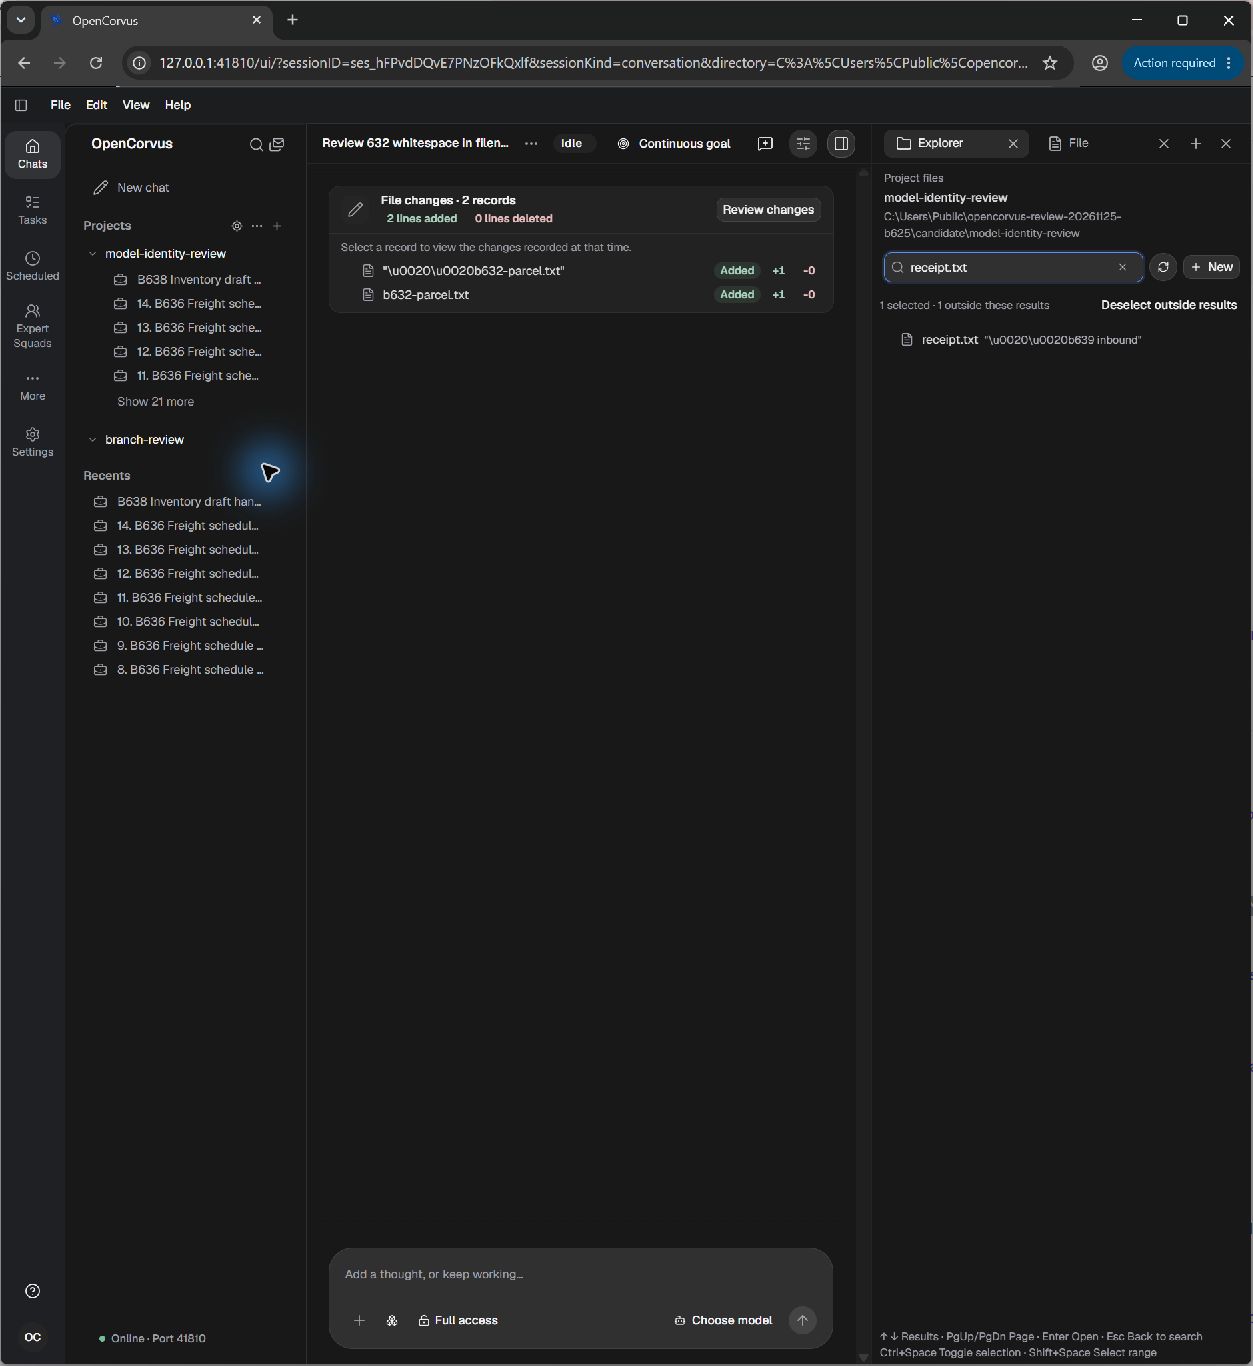 OpenCorvus
127.0.0.1:41810/ui/?sessionID=ses_hFPvdDQvE7PNzOFkQxlf&sessionKind=conversation&directory=C%3A%5CUsers%5CPublic%5Copencor...
Action required
File Edit View Help
Chats
Tasks
Scheduled
Expert
Squads
More
Settings
OC
OpenCorvus
New chat
Projects
model-identity-review
B638 Inventory draft ...
14. B636 Freight sche...
13. B636 Freight sche...
12. B636 Freight sche...
11. B636 Freight sche...
Show 21 more
branch-review
Recents
B638 Inventory draft han...
14. B636 Freight schedul...
13. B636 Freight schedul...
12. B636 Freight schedul...
11. B636 Freight schedule...
10. B636 Freight schedul...
9. B636 Freight schedule ...
8. B636 Freight schedule ...
Online · Port 41810
Review 632 whitespace in filen... ··· Idle Continuous goal
File changes · 2 records
2 lines added 0 lines deleted
Review changes
Select a record to view the changes recorded at that time.
"\u0020\u0020b632-parcel.txt" Added +1 -0
b632-parcel.txt Added +1 -0
Add a thought, or keep working...
Full access Choose model
Explorer File
Project files
model-identity-review
C:\Users\Public\opencorvus-review-20261125-
b625\candidate\model-identity-review
receipt.txt
+ New
1 selected · 1 outside these results Deselect outside results
receipt.txt "\u0020\u0020b639 inbound"
↑ ↓ Results · PgUp/PgDn Page · Enter Open · Esc Back to search
Ctrl+Space Toggle selection · Shift+Space Select range